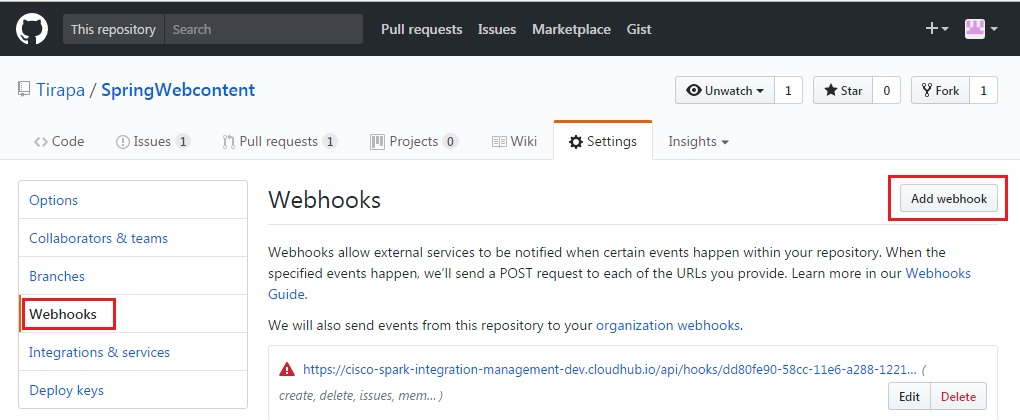 This repository Search Pull requests Issues Marketplace Gist
Tirapa / SpringWebcontent Unwatch 1 Star 0 Fork 1
Code Issues 1 Pull requests 1 Projects 0 Wiki Settings Insights
Options
Collaborators & teams
Branches
Webhooks
Integrations & services
Deploy keys
Webhooks Add webhook
Webhooks allow external services to be notified when certain events happen within your repository. When the
specified events happen, we’ll send a POST request to each of the URLs you provide. Learn more in our Webhooks
Guide.
We will also send events from this repository to your organization webhooks.
https://cisco-spark-integration-management-dev.cloudhub.io/api/hooks/dd80fe90-58cc-11e6-a288-1221... (
create, delete, issues, mem... ) Edit Delete